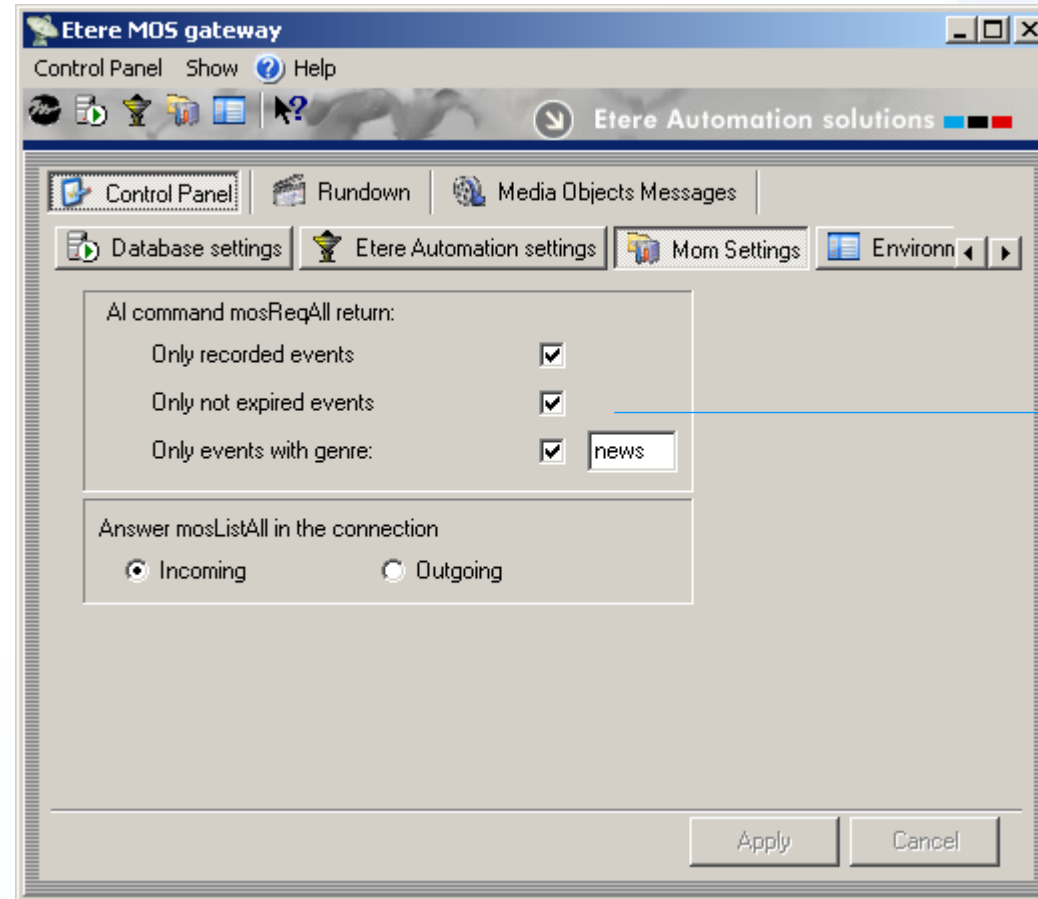 Etere MOS gateway
Control Panel Show Help
Etere Automation solutions
Control Panel Rundown Media Objects Messages
Database settings Etere Automation settings Mom Settings Environn
Al command mosReqAll return:
Only recorded events
Only not expired events
Only events with genre: news
Answer mosListAll in the connection
Incoming Outgoing
Apply Cancel